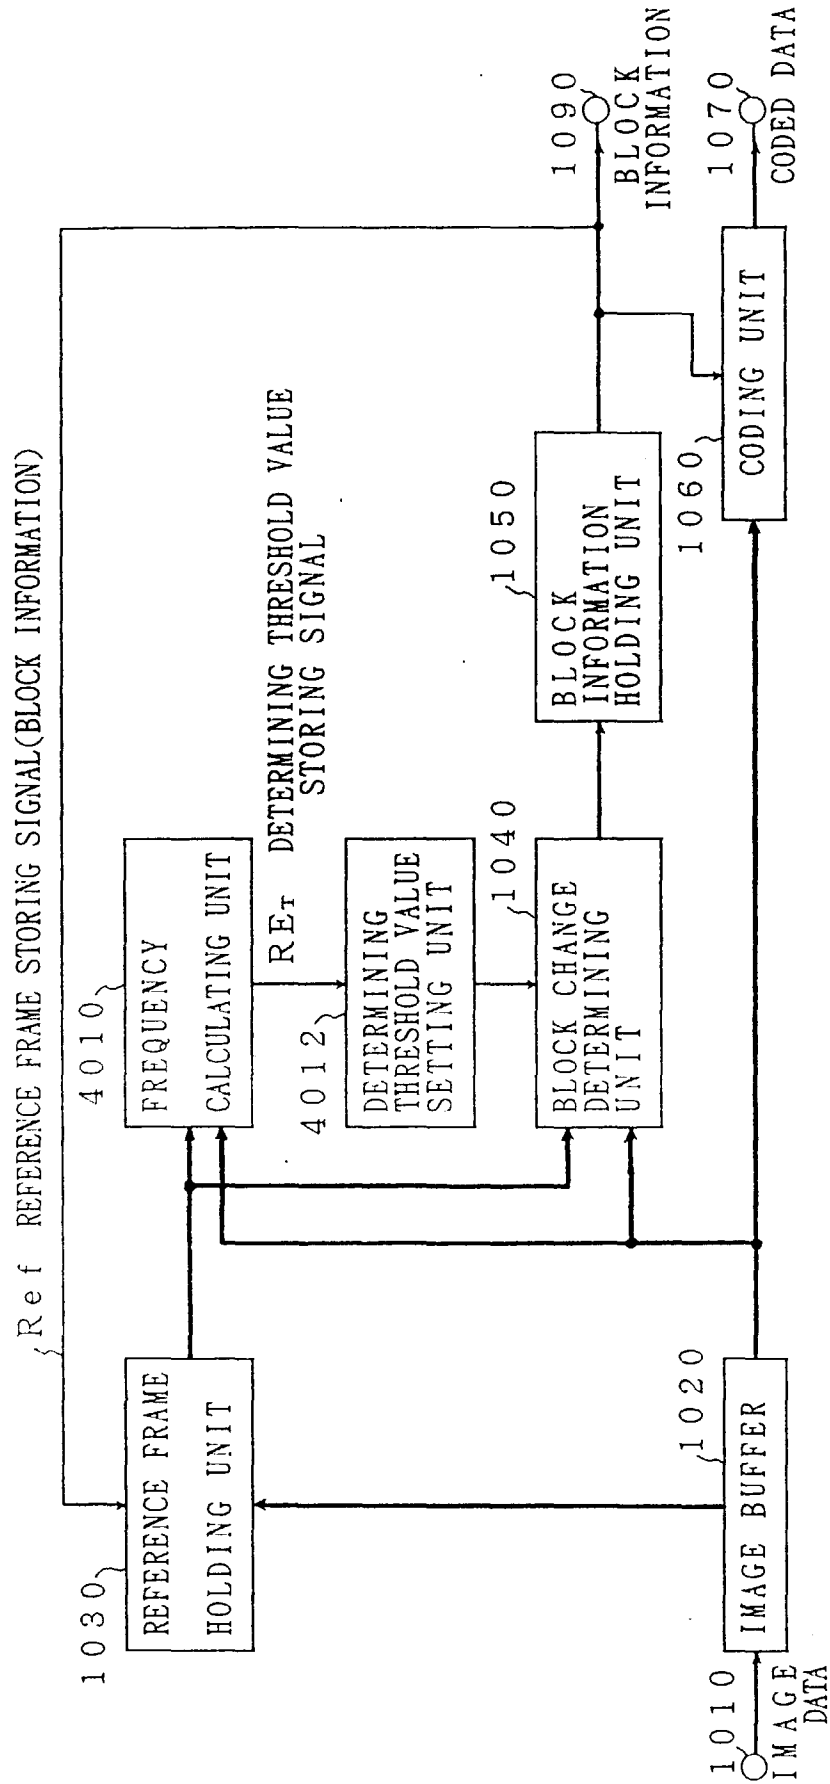 Ref REFERENCE FRAME STORING SIGNAL(BLOCK INFORMATION)
1030
REFERENCE FRAME
HOLDING UNIT
4010
FREQUENCY
CALCULATING UNIT
RET DETERMINING THRESHOLD VALUE
STORING SIGNAL
4012
DETERMINING
THRESHOLD VALUE
SETTING UNIT
1040
BLOCK CHANGE
DETERMINING
UNIT
1050
BLOCK
INFORMATION
HOLDING UNIT
1090
BLOCK
INFORMATION
1010
IMAGE
DATA
1020
IMAGE BUFFER
1060
CODING UNIT
1070
CODED DATA